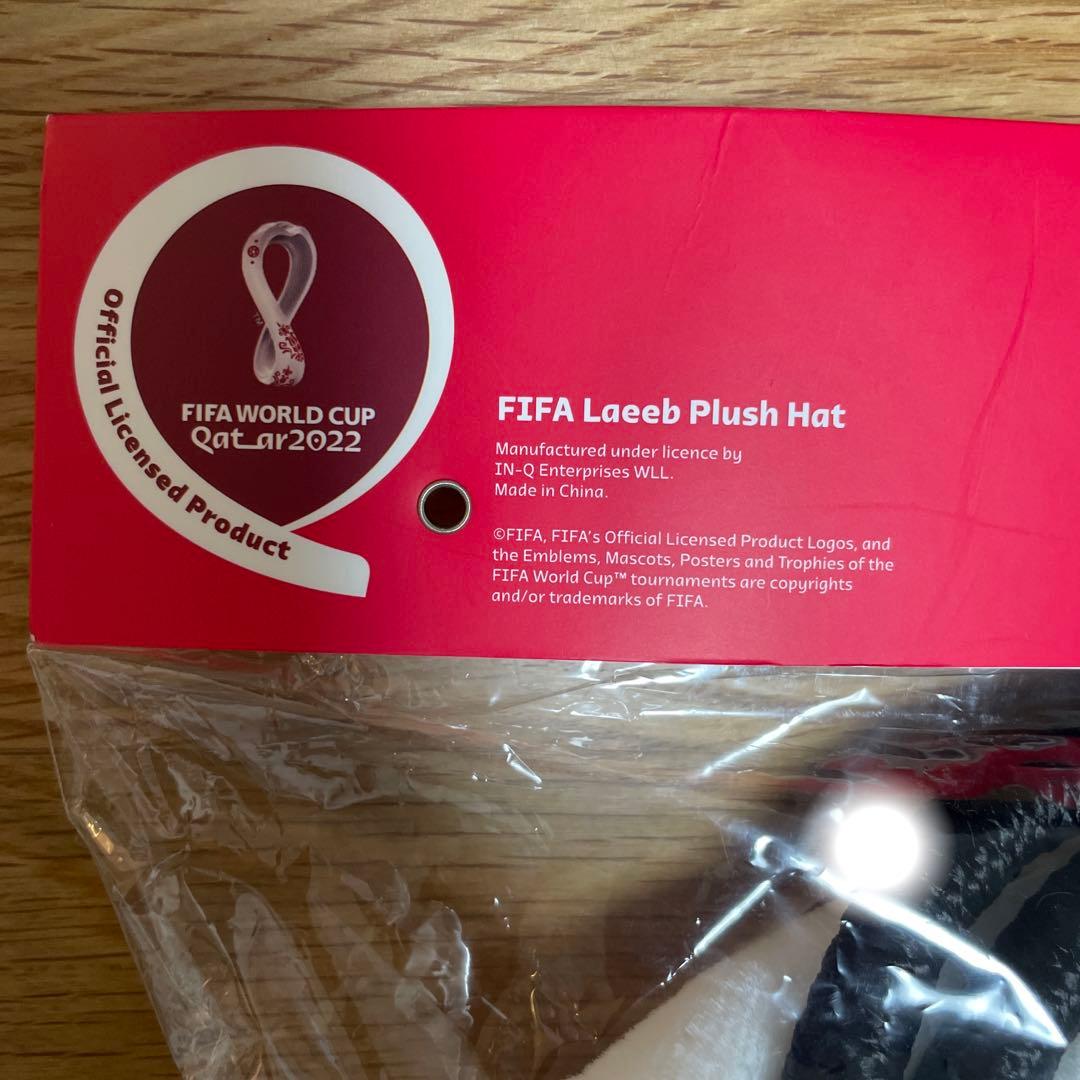 Official Licensed Product
TM
FIFA WORLD CUP
Qatar2022
FIFA Laeeb Plush Hat
Manufactured under licence by
IN-Q Enterprises WLL.
Made in China.
©FIFA, FIFA's Official Licensed Product Logos, and
the Emblems, Mascots, Posters and Trophies of the
FIFA World Cup™ tournaments are copyrights
and/or trademarks of FIFA.